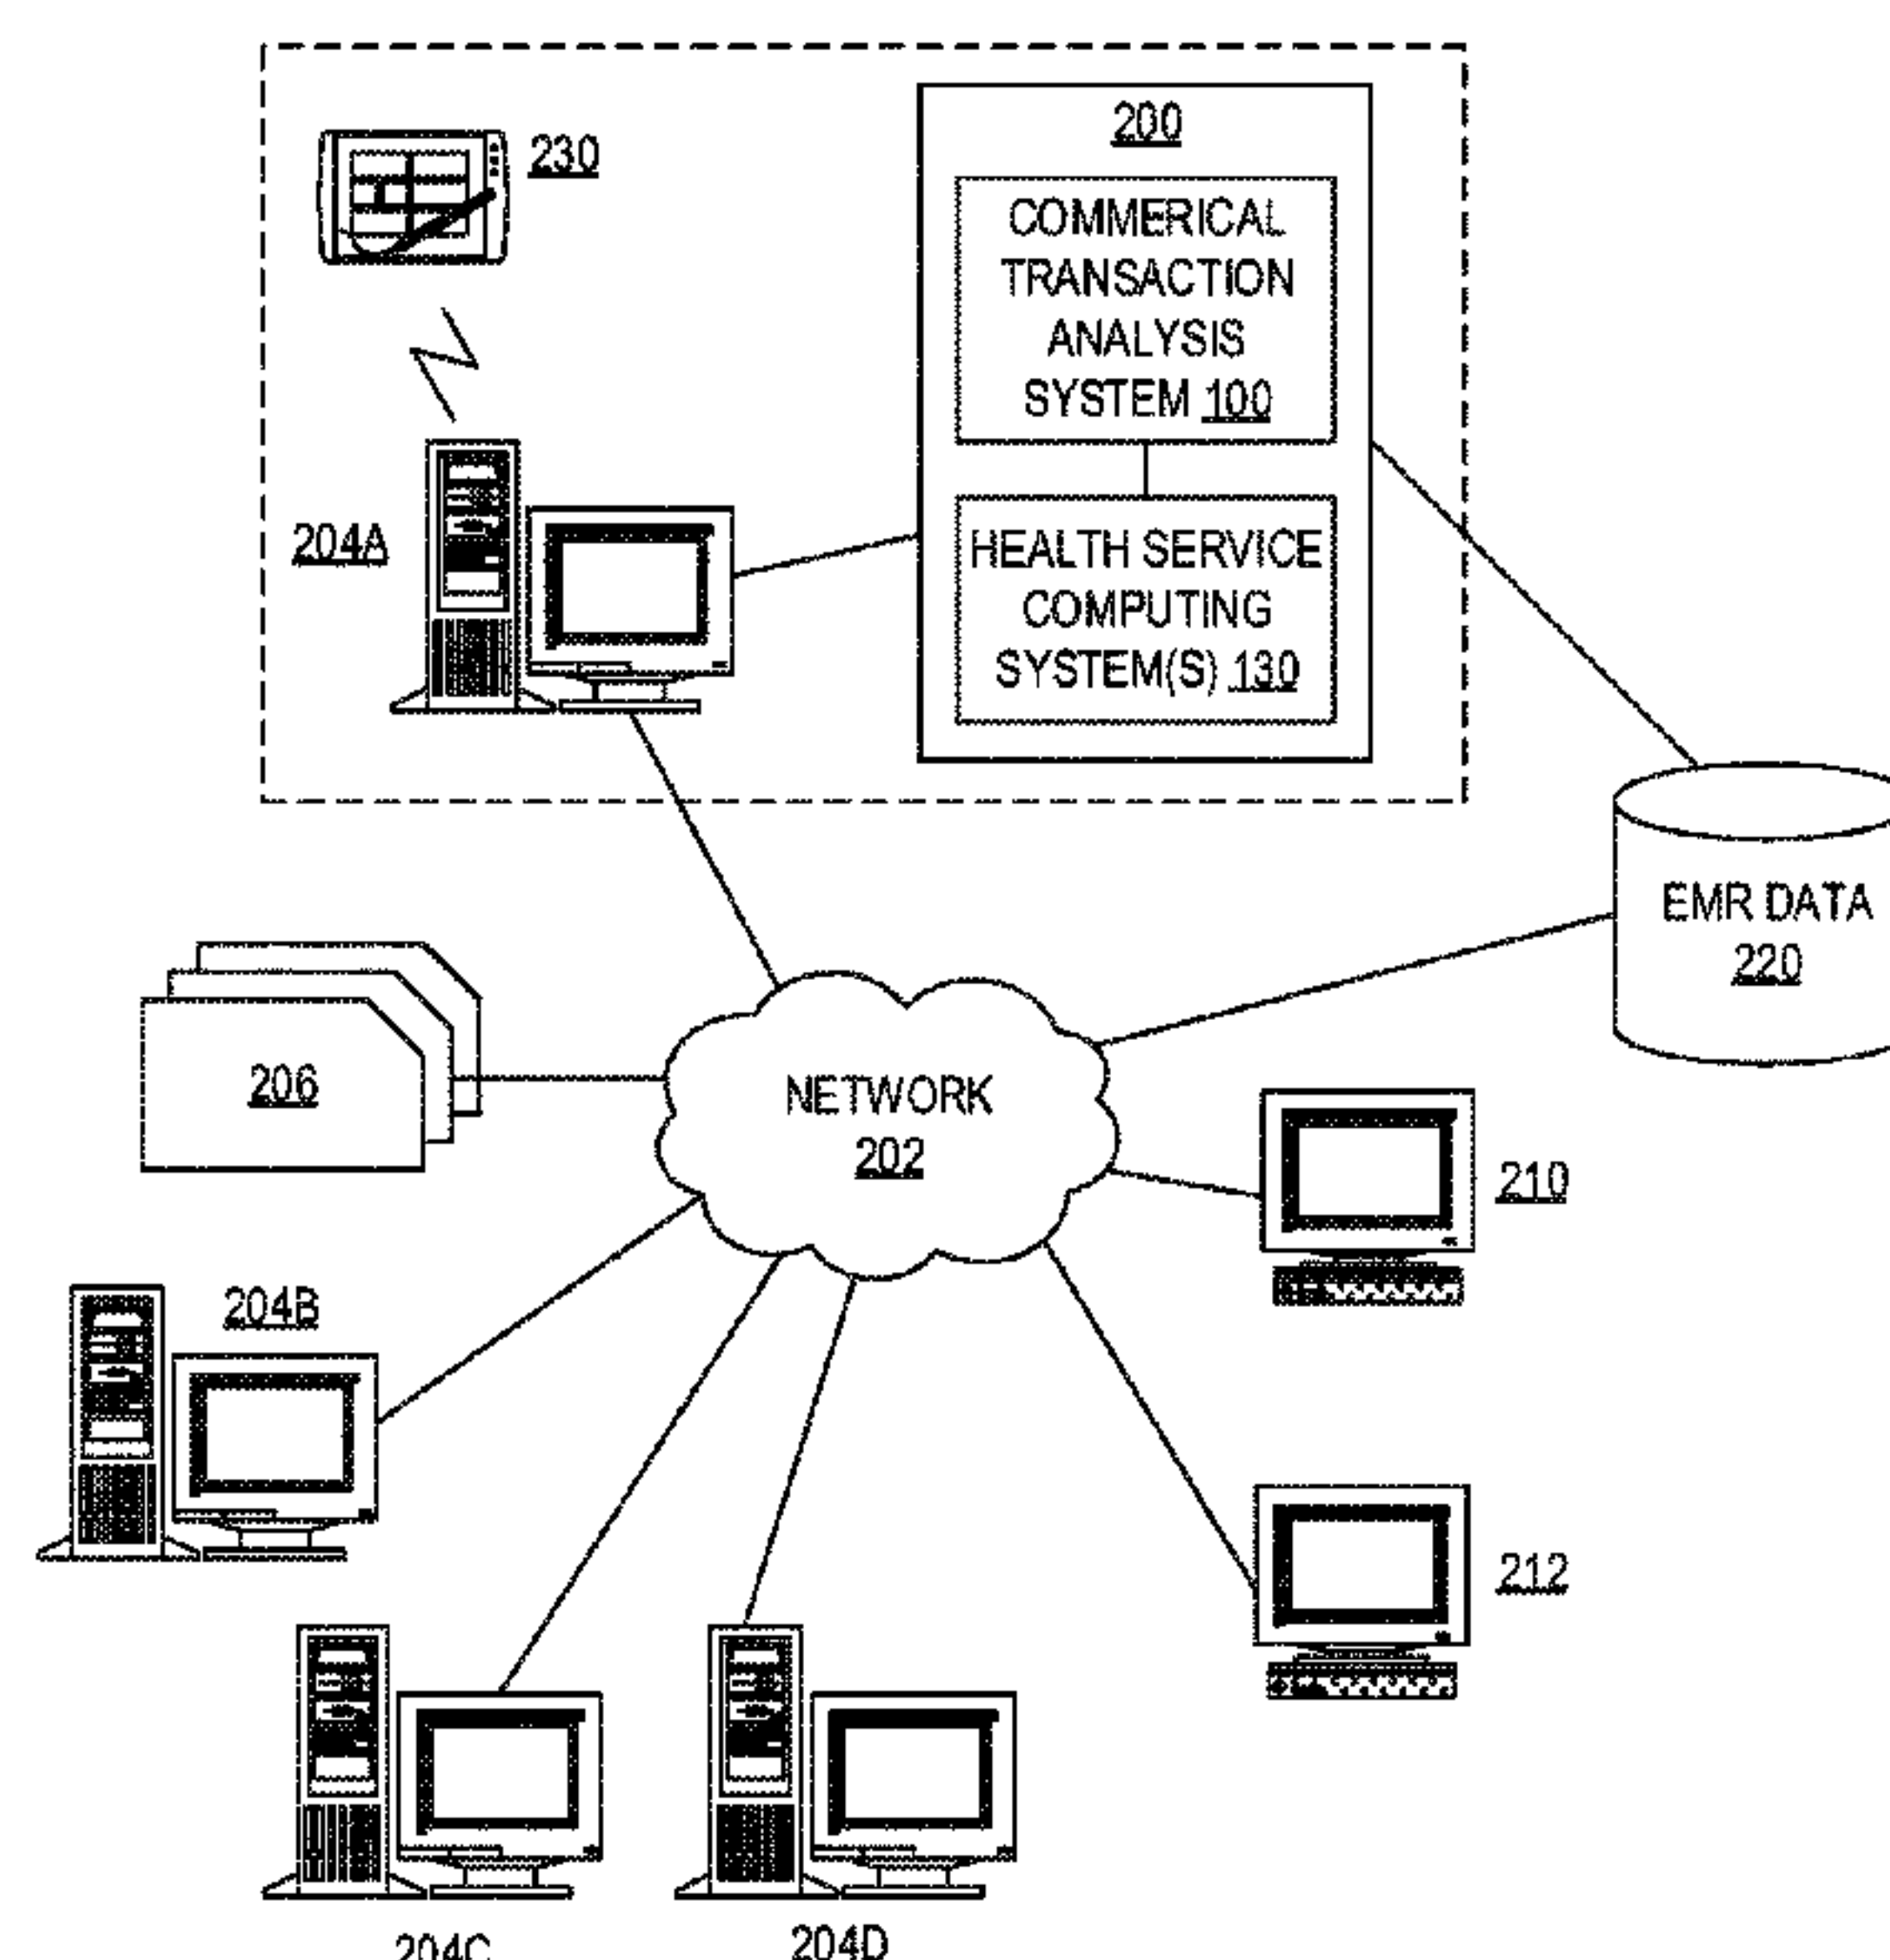 230
200
COMMERICAL
TRANSACTION
ANALYSIS
SYSTEM 100
204A
HEALTH SERVICE
COMPUTING
SYSTEM(S) 130
EMR DATA
220
206
NETWORK
202
210
204B
212
204C
204D